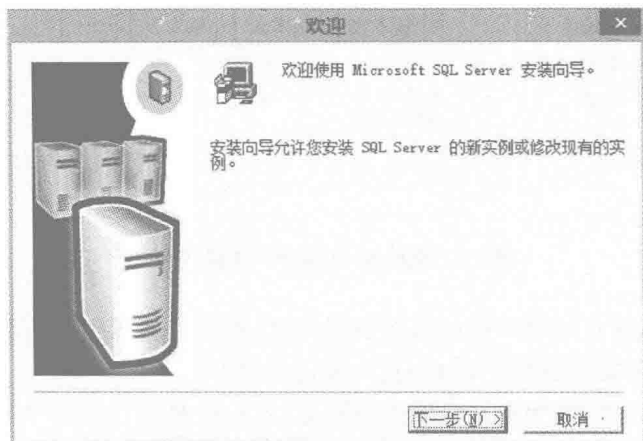 欢迎
欢迎使用 Microsoft SQL Server 安装向导。
安装向导允许您安装 SQL Server 的新实例或修改现有的实
例。
下一步(N) >
取消